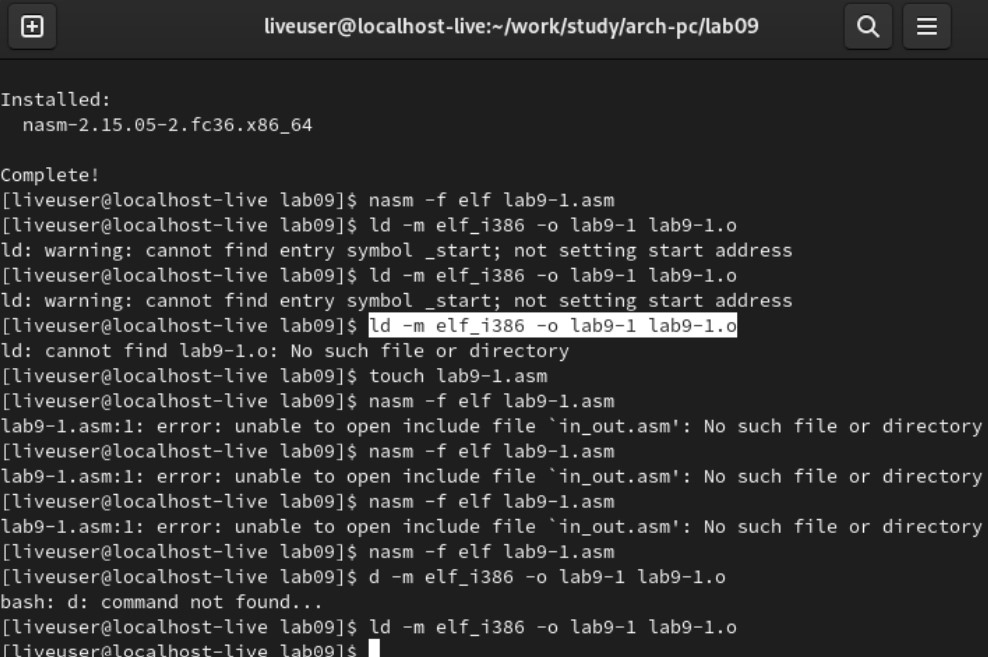 liveuser@localhost-live:~/work/study/arch-pc/lab09
Installed:
  nasm-2.15.05-2.fc36.x86_64
Complete!
[liveuser@localhost-live lab09]$ nasm -f elf lab9-1.asm
[liveuser@localhost-live lab09]$ ld -m elf_i386 -o lab9-1 lab9-1.o
ld: warning: cannot find entry symbol _start; not setting start address
[liveuser@localhost-live lab09]$ ld -m elf_i386 -o lab9-1 lab9-1.o
ld: warning: cannot find entry symbol _start; not setting start address
[liveuser@localhost-live lab09]$ ld -m elf_i386 -o lab9-1 lab9-1.o
ld: cannot find lab9-1.o: No such file or directory
[liveuser@localhost-live lab09]$ touch lab9-1.asm
[liveuser@localhost-live lab09]$ nasm -f elf lab9-1.asm
lab9-1.asm:1: error: unable to open include file `in_out.asm': No such file or directory
[liveuser@localhost-live lab09]$ nasm -f elf lab9-1.asm
lab9-1.asm:1: error: unable to open include file `in_out.asm': No such file or directory
[liveuser@localhost-live lab09]$ nasm -f elf lab9-1.asm
lab9-1.asm:1: error: unable to open include file `in_out.asm': No such file or directory
[liveuser@localhost-live lab09]$ nasm -f elf lab9-1.asm
[liveuser@localhost-live lab09]$ d -m elf_i386 -o lab9-1 lab9-1.o
bash: d: command not found...
[liveuser@localhost-live lab09]$ ld -m elf_i386 -o lab9-1 lab9-1.o
[liveuser@localhost-live lab09]$